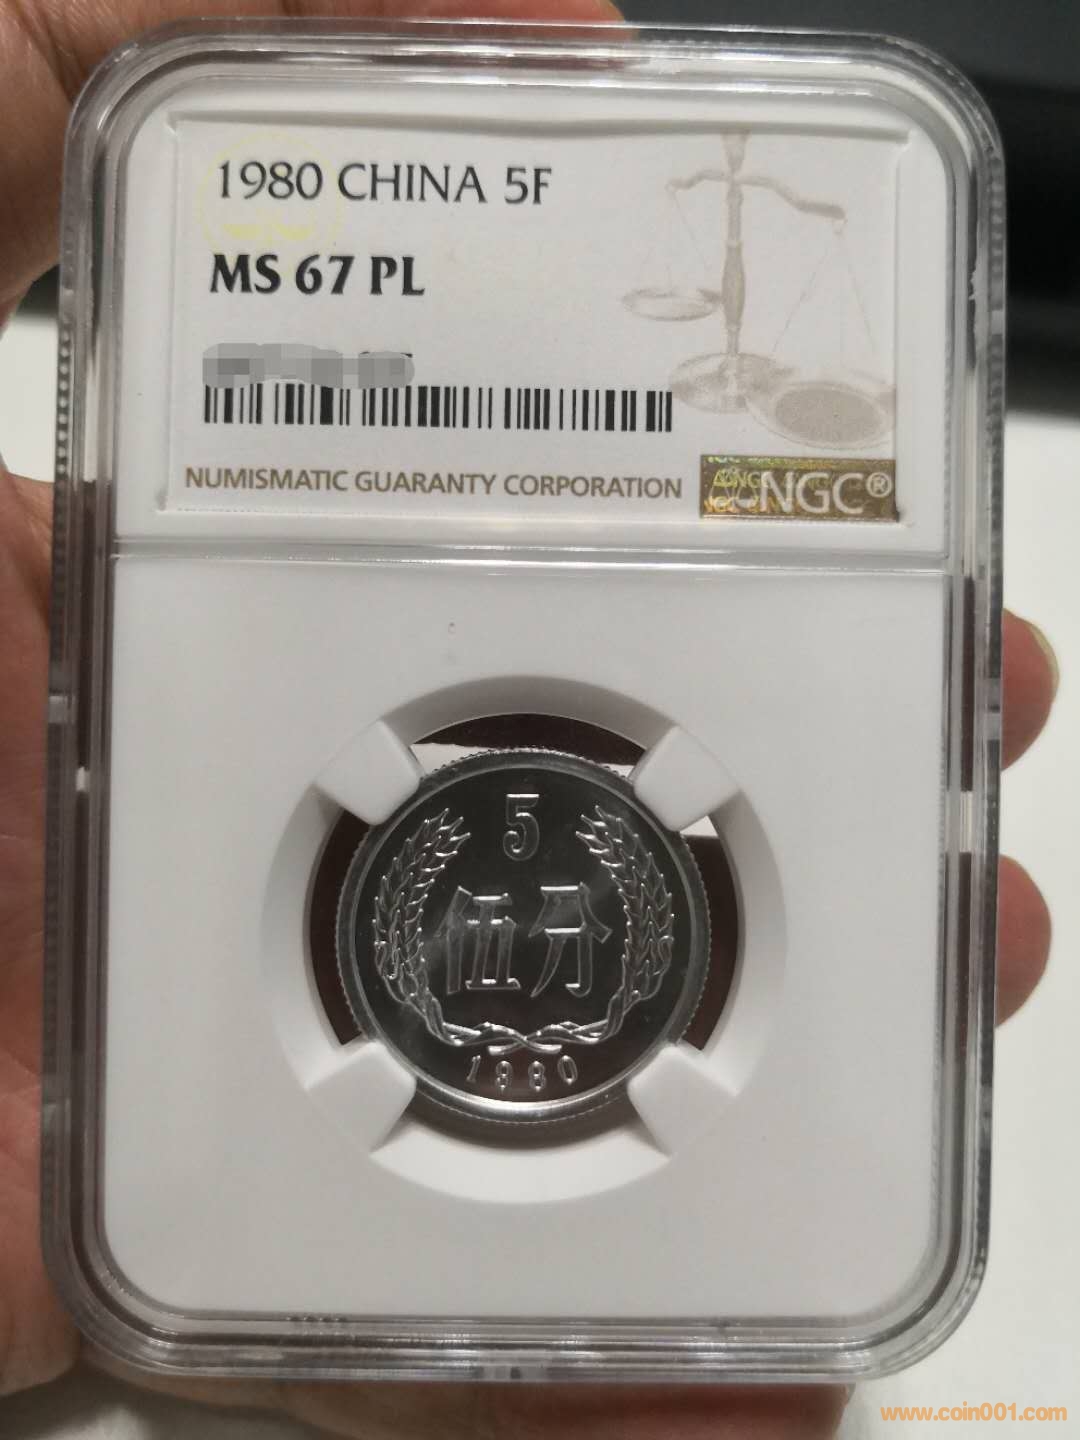 1980 CHINA 5F
MS 67 PL
NUMISMATIC GUARANTY CORPORATION
NGC®
5
伍分
1980
www.coin001.com